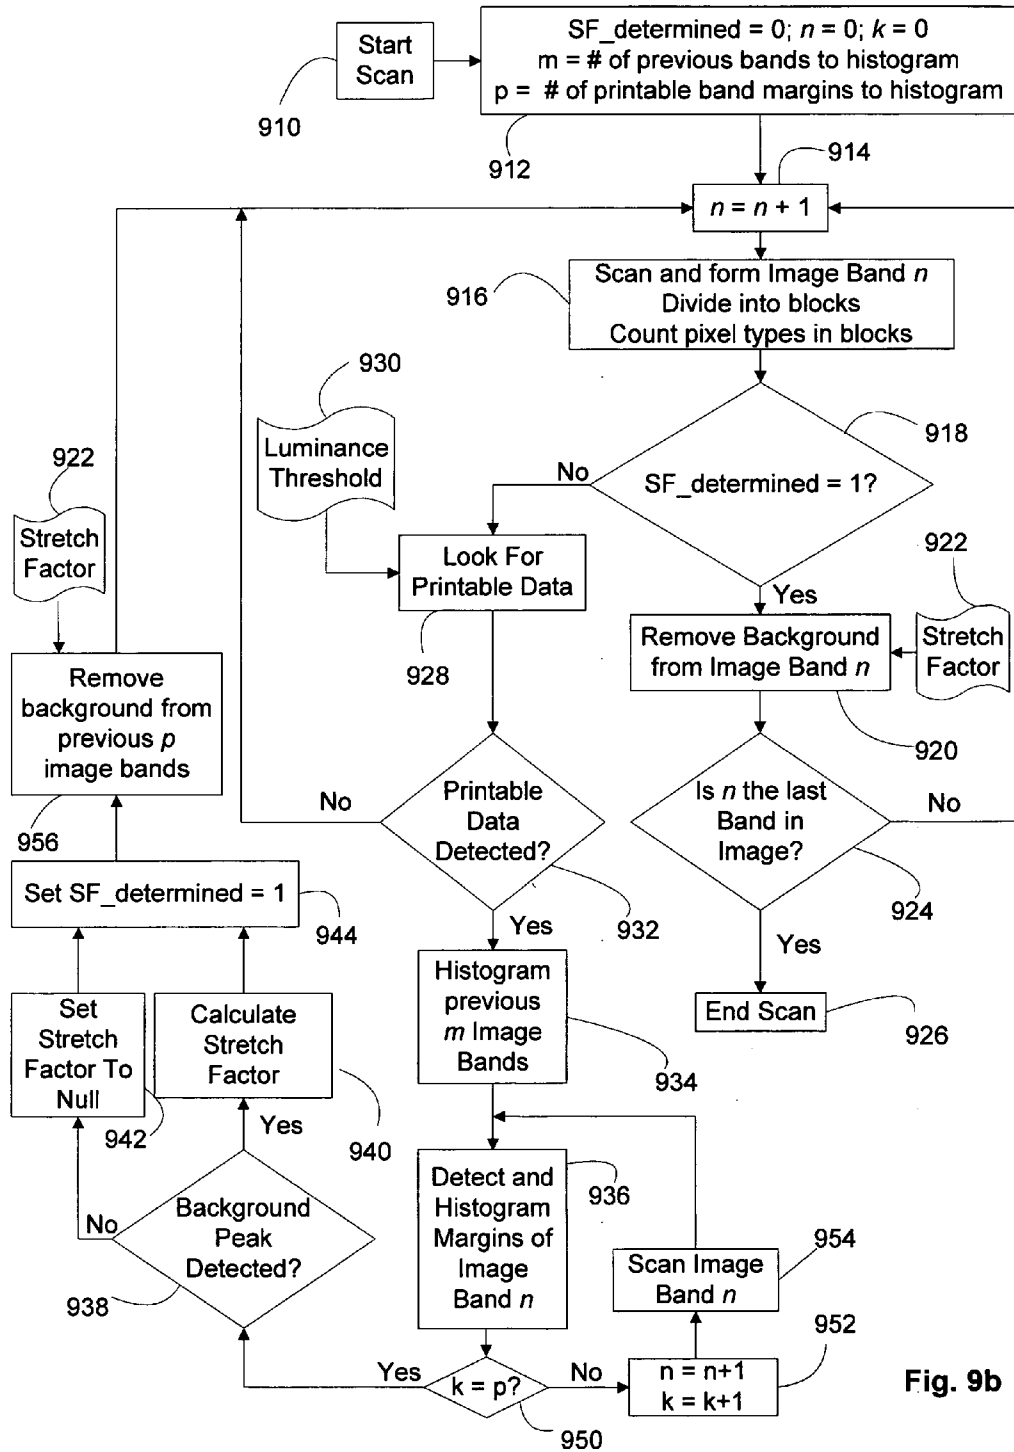 Start
Scan
910
SF_determined = 0; n = 0; k = 0
m = # of previous bands to histogram
p = # of printable band margins to histogram
912
914
n = n + 1
916
Scan and form Image Band n
Divide into blocks
Count pixel types in blocks
930
Luminance
Threshold
918
SF_determined = 1?
No
Yes
922
Stretch
Factor
Look For
Printable Data
928
922
Stretch
Factor
Remove Background
from Image Band n
920
Remove
background from
previous p
image bands
956
No
Printable
Data
Detected?
932
Yes
Is n the last
Band in
Image?
No
924
Yes
Set SF_determined = 1
944
Set
Stretch
Factor To
Null
942
Calculate
Stretch
Factor
940
Histogram
previous
m Image
Bands
934
End Scan
926
Yes
No
Background
Peak
Detected?
938
Detect and
Histogram
Margins of
Image
Band n
936
Scan Image
Band n
954
952
n = n+1
k = k+1
Yes
k = p?
No
950
Fig. 9b